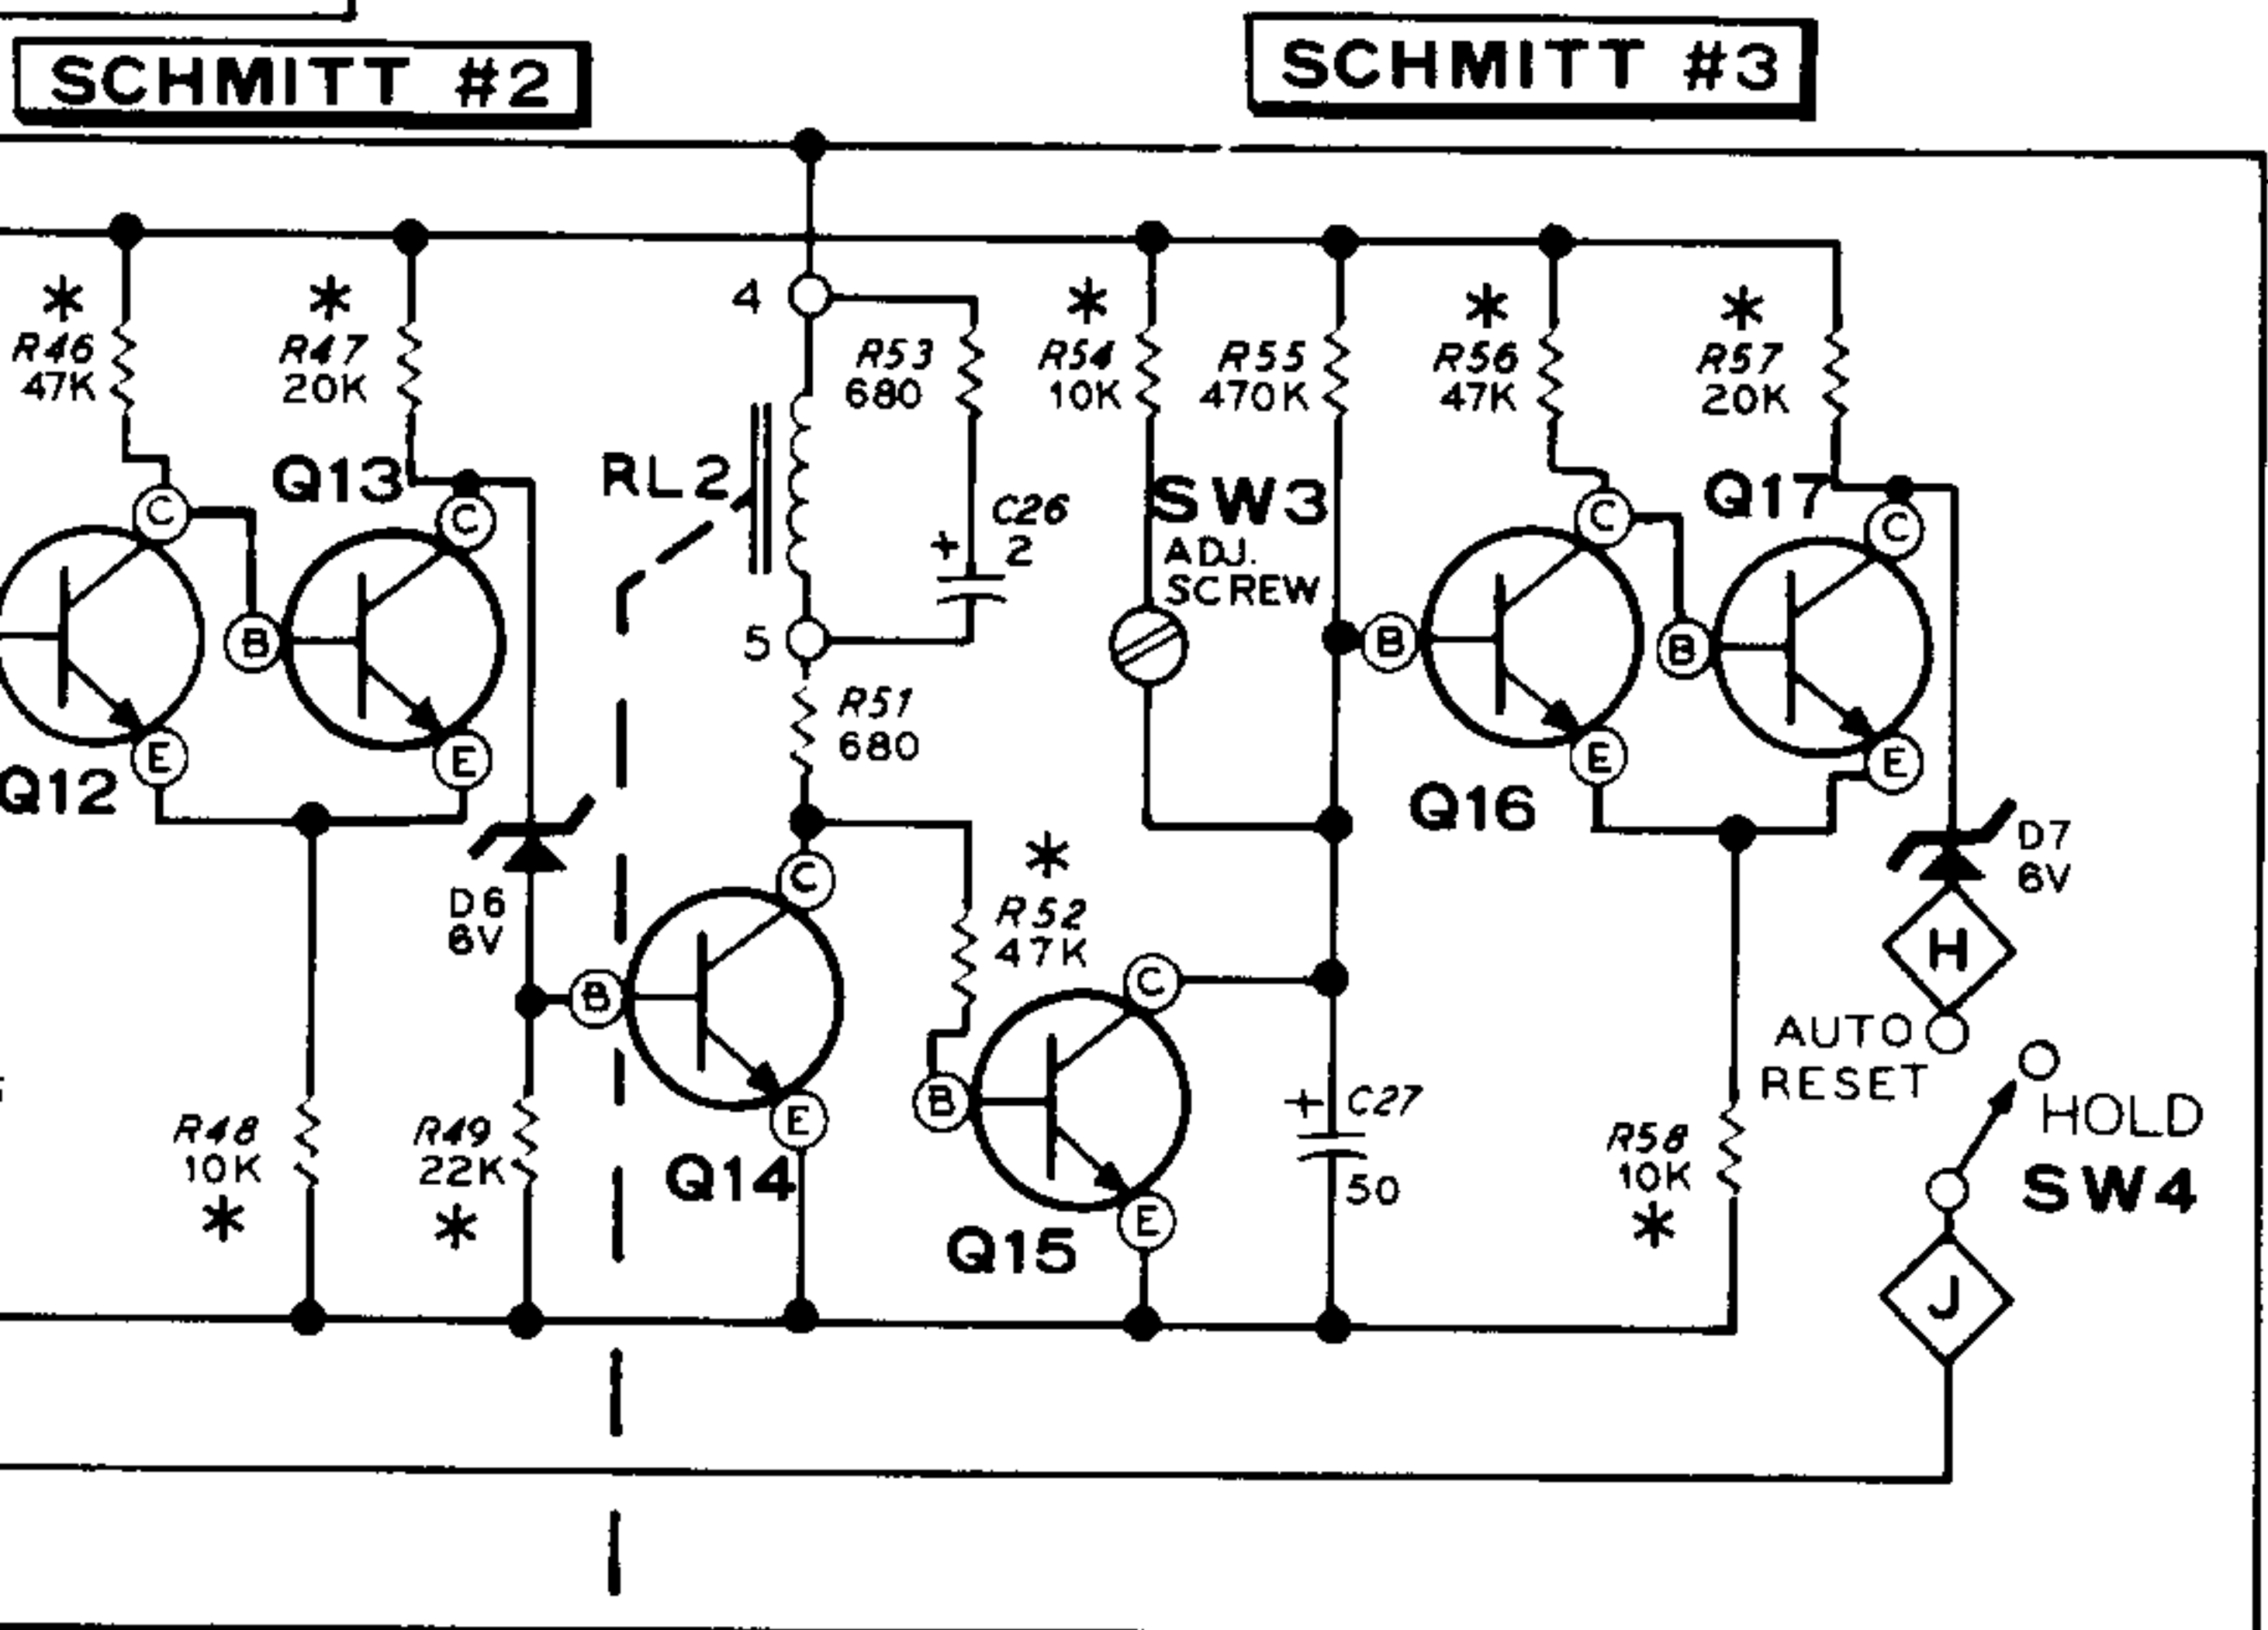 SCHMITT #2
SCHMITT #3
*
R46
47K
*
R47
20K
4
R53
680
*
R54
10K
R55
470K
*
R56
47K
*
R57
20K
Q13
RL2
C26
+ 2
SW3
ADJ.
SCREW
Q17
C
C
C
C
B
B
B
5
R51
680
E
E
E
E
Q12
Q16
D6
6V
C
*
R52
47K
D7
6V
H
B
C
AUTO
RESET
HOLD
SW4
B
+ C27
50
R48
10K
*
R49
22K
*
E
Q14
E
Q15
R58
10K
*
J